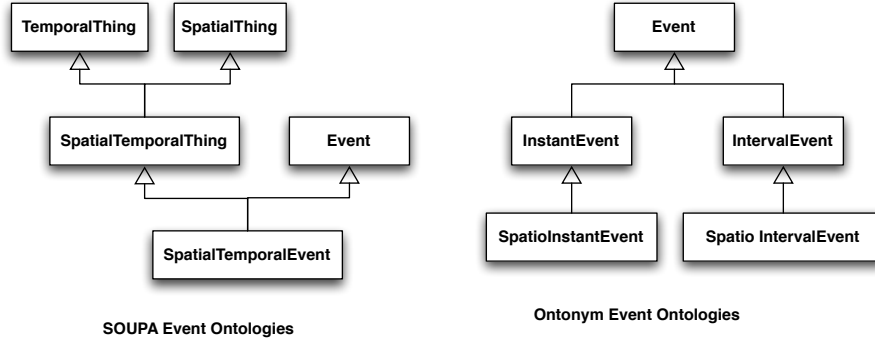 TemporalThing
SpatialThing
SpatialTemporalThing
Event
SpatialTemporalEvent
SOUPA Event Ontologies
Event
InstantEvent
IntervalEvent
SpatioInstantEvent
Spatio IntervalEvent
Ontonym Event Ontologies